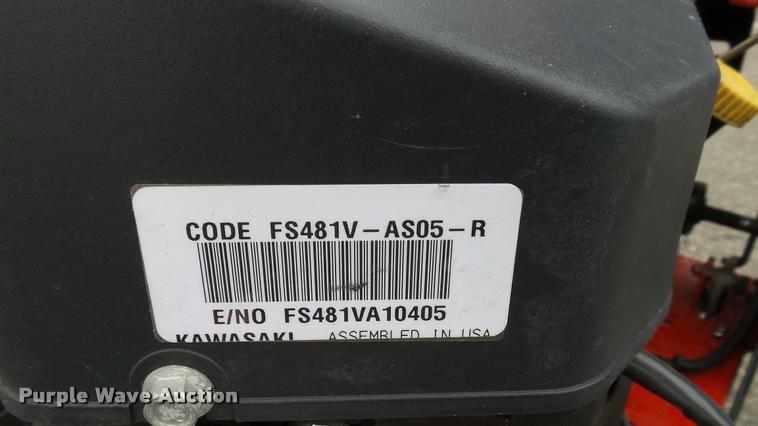 CODE FS481V-AS05-R
E/NO FS481VA10405
KAWASAKI ASSEMBLED IN USA
Purple Wave Auction